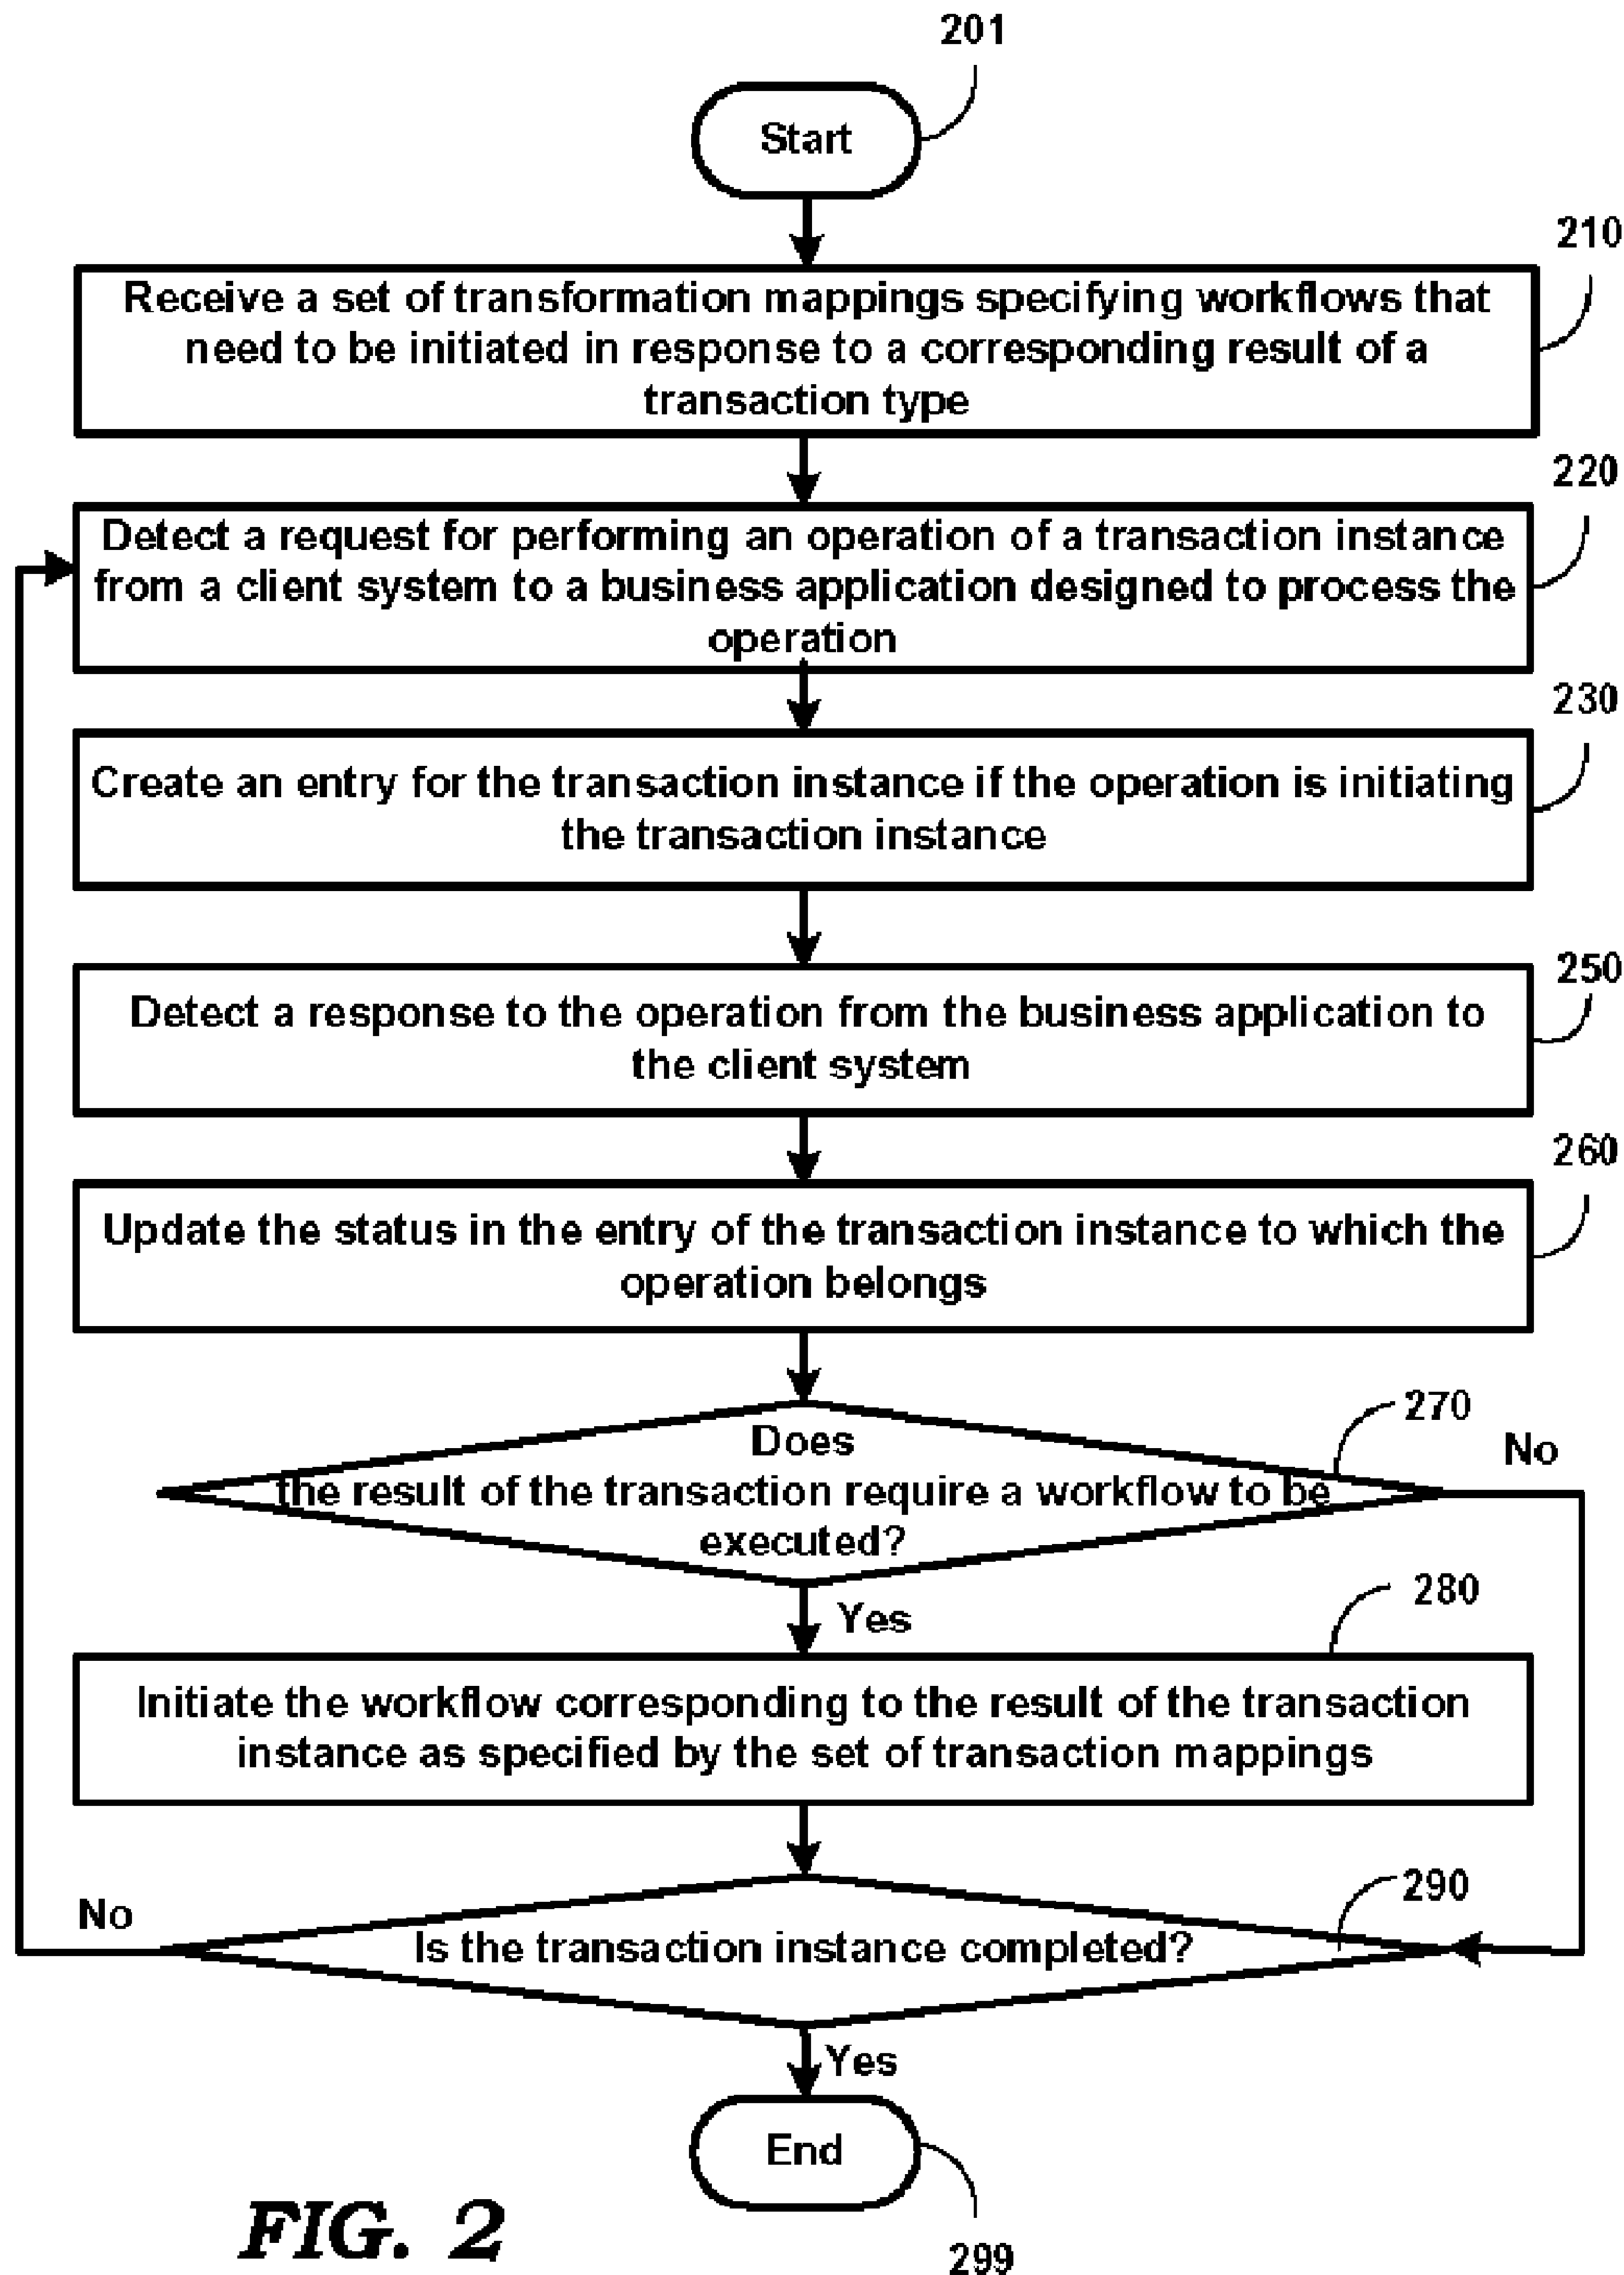 201
Start
210
Receive a set of transformation mappings specifying workflows that
need to be initiated in response to a corresponding result of a
transaction type
220
Detect a request for performing an operation of a transaction instance
from a client system to a business application designed to process the
operation
230
Create an entry for the transaction instance if the operation is initiating
the transaction instance
250
Detect a response to the operation from the business application to
the client system
260
Update the status in the entry of the transaction instance to which the
operation belongs
270
No
Does
the result of the transaction require a workflow to be
executed?
280
Yes
Initiate the workflow corresponding to the result of the transaction
instance as specified by the set of transaction mappings
290
No
Is the transaction instance completed?
Yes
End
299
FIG. 2